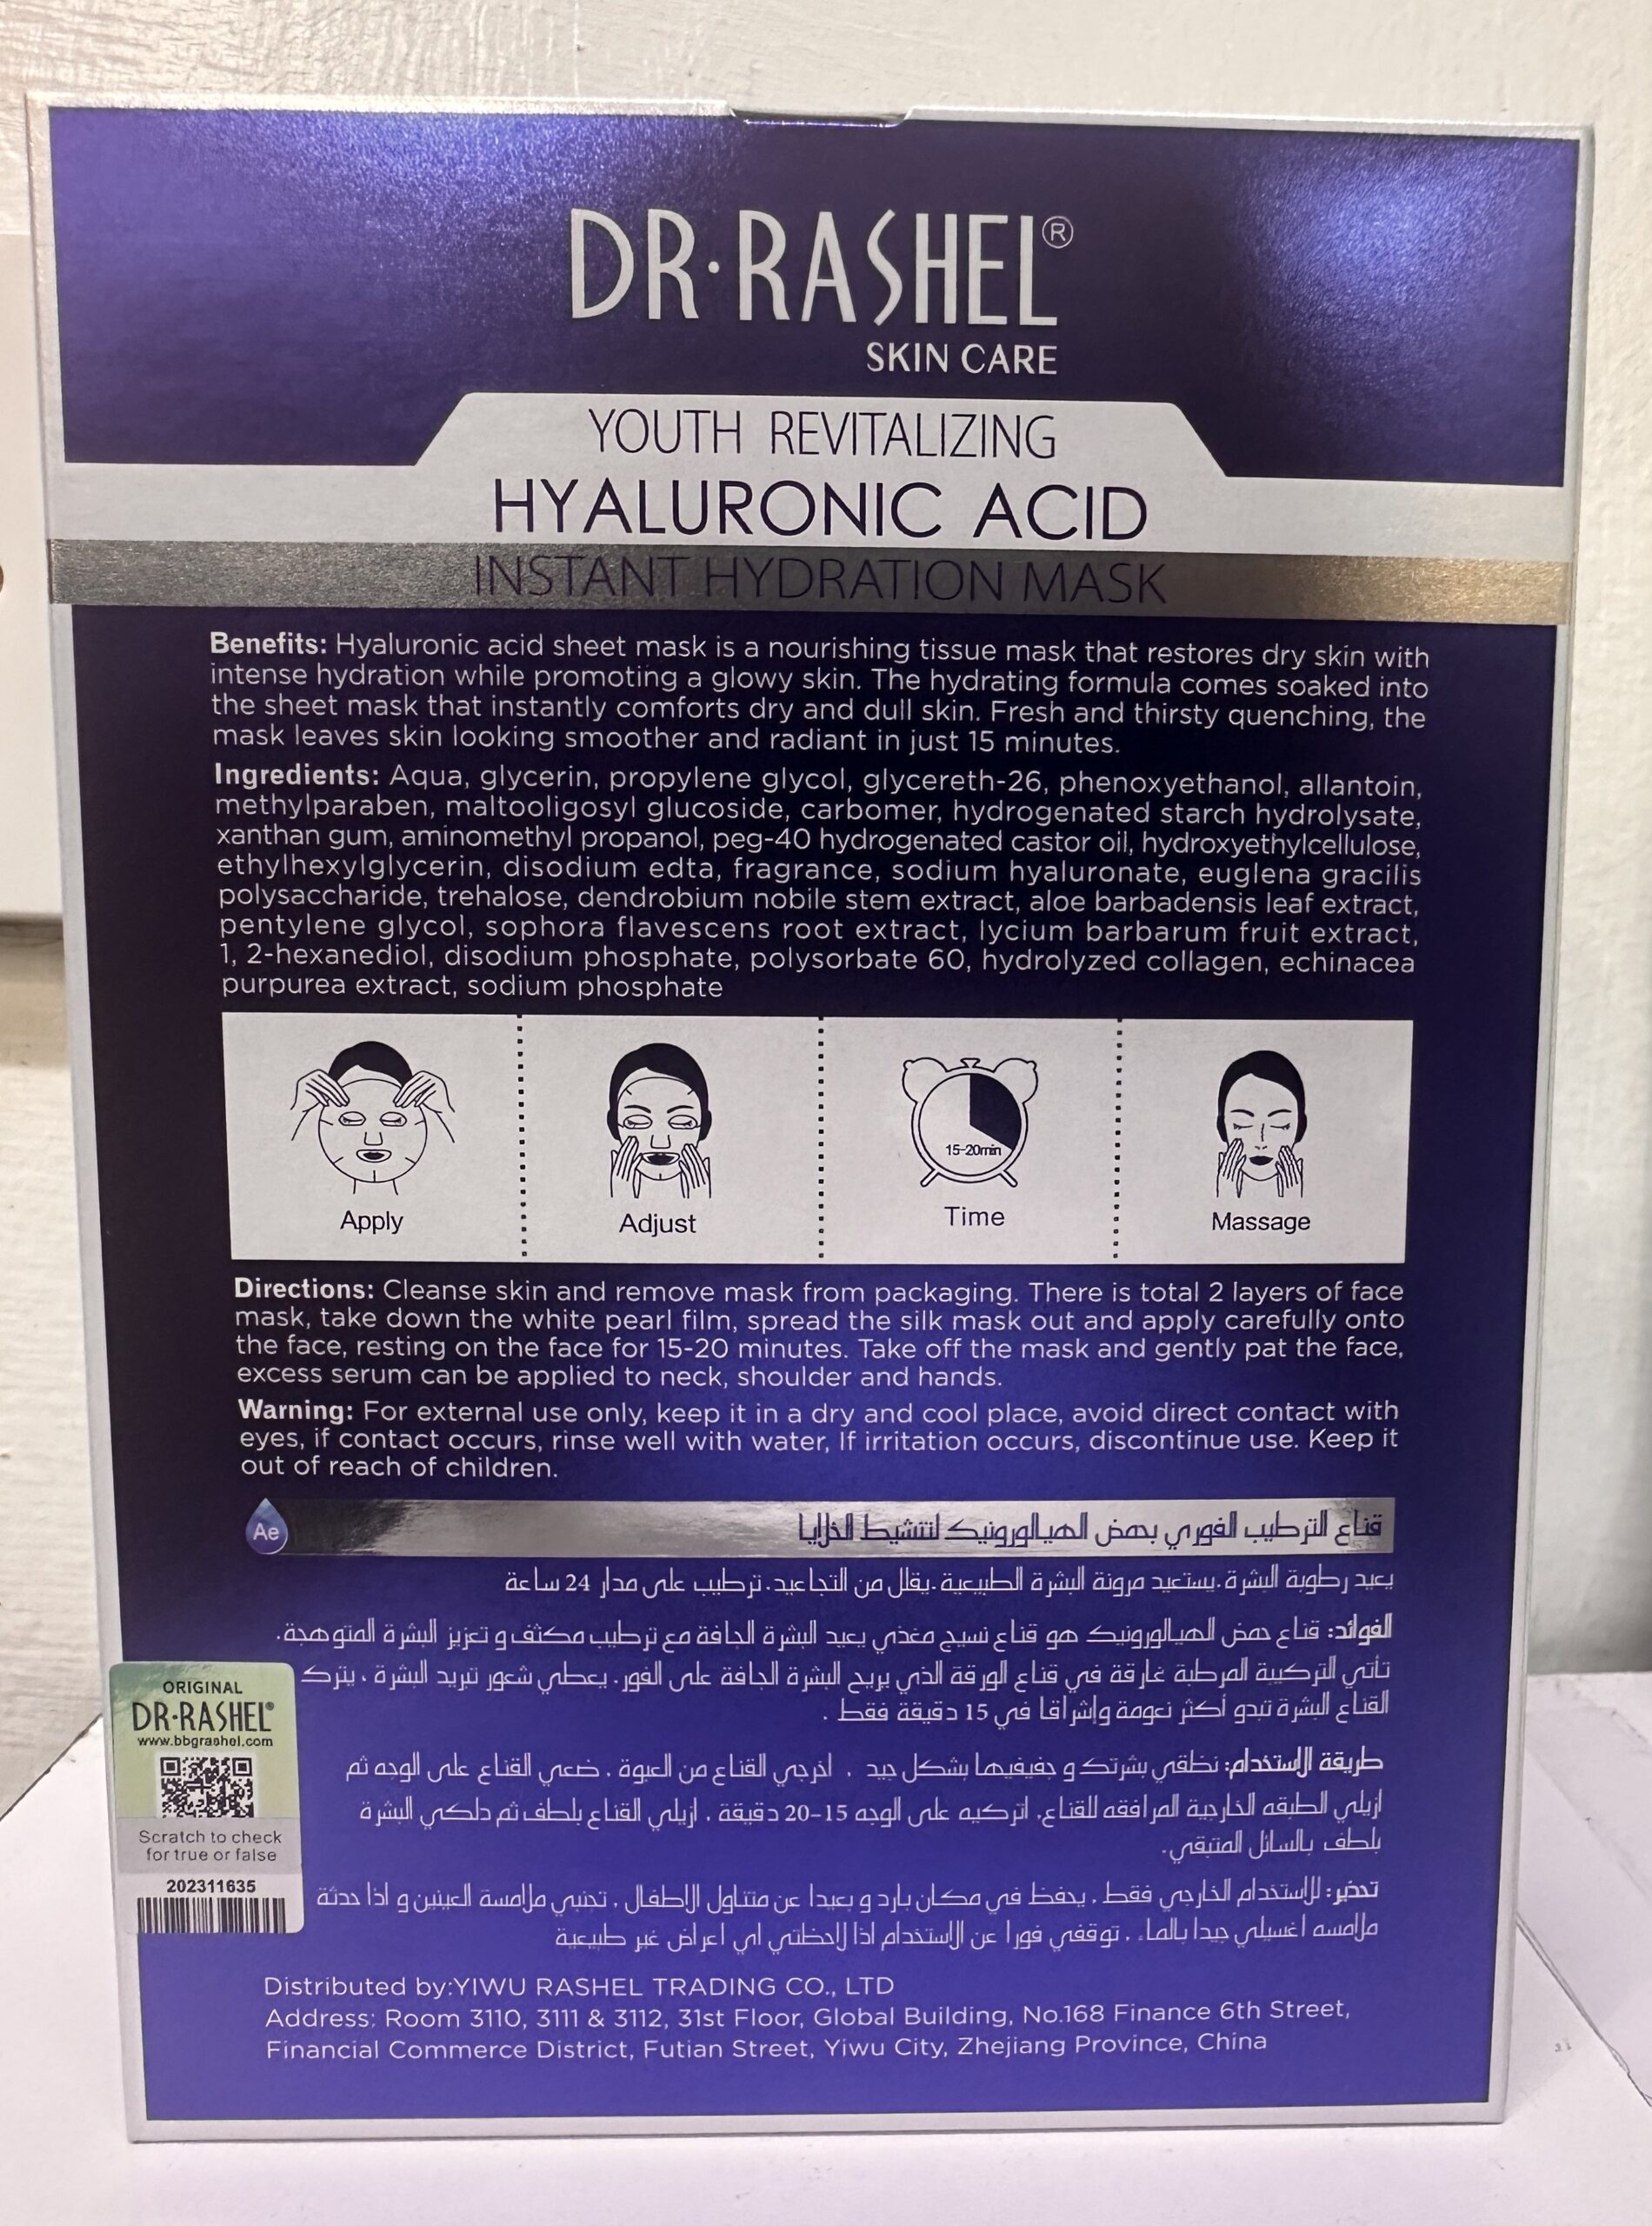 DR·RASHEL®
SKIN CARE
YOUTH REVITALIZING
HYALURONIC ACID
INSTANT HYDRATION MASK
Benefits: Hyaluronic acid sheet mask is a nourishing tissue mask that restores dry skin with
intense hydration while promoting a glowy skin. The hydrating formula comes soaked into
the sheet mask that instantly comforts dry and dull skin. Fresh and thirsty quenching, the
mask leaves skin looking smoother and radiant in just 15 minutes.
Ingredients: Aqua, glycerin, propylene glycol, glycereth-26, phenoxyethanol, allantoin,
methylparaben, maltooligosyl glucoside, carbomer, hydrogenated starch hydrolysate,
xanthan gum, aminomethyl propanol, peg-40 hydrogenated castor oil, hydroxyethylcellulose,
ethylhexylglycerin, disodium edta, fragrance, sodium hyaluronate, euglena gracilis
polysaccharide, trehalose, dendrobium nobile stem extract, aloe barbadensis leaf extract,
pentylene glycol, sophora flavescens root extract, lycium barbarum fruit extract,
1, 2-hexanediol, disodium phosphate, polysorbate 60, hydrolyzed collagen, echinacea
purpurea extract, sodium phosphate
15-20min
Apply
Adjust
Time
Massage
Directions: Cleanse skin and remove mask from packaging. There is total 2 layers of face
mask, take down the white pearl film, spread the silk mask out and apply carefully onto
the face, resting on the face for 15-20 minutes. Take off the mask and gently pat the face,
excess serum can be applied to neck, shoulder and hands.
Warning: For external use only, keep it in a dry and cool place, avoid direct contact with
eyes, if contact occurs, rinse well with water, If irritation occurs, discontinue use. Keep it
out of reach of children.
Ae
قناع الترطيب الفوري بحمض الهيالورونيك لتنشيط الخلايا
يعيد رطوبة البشرة.يستعيد مرونة البشرة الطبيعية.يقلل من التجاعيد.ترطيب على مدار 24 ساعة
الفوائد: قناع حمض الهيالورونيك هو قناع نسيج مغذي يعيد البشرة الجافة مع ترطيب مكثف و تعزيز البشرة المتوهجة.
تأتي التركيبة المرطبة غارقة في قناع الورقة الذي يريح البشرة الجافة على الفور. يعطي شعور تبريد البشرة ، يترك
القناع البشرة تبدو أكثر نعومة وإشراقا في 15 دقيقة فقط .
طريقة الإستخدام: نظفي بشرتك و جففيها بشكل جيد ، اخرجي القناع من العبوة . ضعي القناع على الوجه ثم
ازيلي الطبقه الخارجية المرافقه للقناع. اتركيه على الوجه 15-20 دقيقة . ازيلي القناع بلطف ثم دلكي البشرة
بلطف بالسائل المتبقي.
تحذير: للإستخدام الخارجي فقط . يحفظ في مكان بارد و بعيدا عن متناول الاطفال . تجنبي ملامسة العينين و اذا حدثة
ملامسه اغسيلي جيدا بالماء . توقفي فورا عن الإستخدام اذا لاحظتي اي اعراض غير طبيعية
ORIGINAL
DR·RASHEL®
www.bbgrashel.com
Scratch to check
for true or false
202311635
Distributed by:YIWU RASHEL TRADING CO., LTD
Address: Room 3110, 3111 & 3112, 31st Floor, Global Building, No.168 Finance 6th Street,
Financial Commerce District, Futian Street, Yiwu City, Zhejiang Province, China